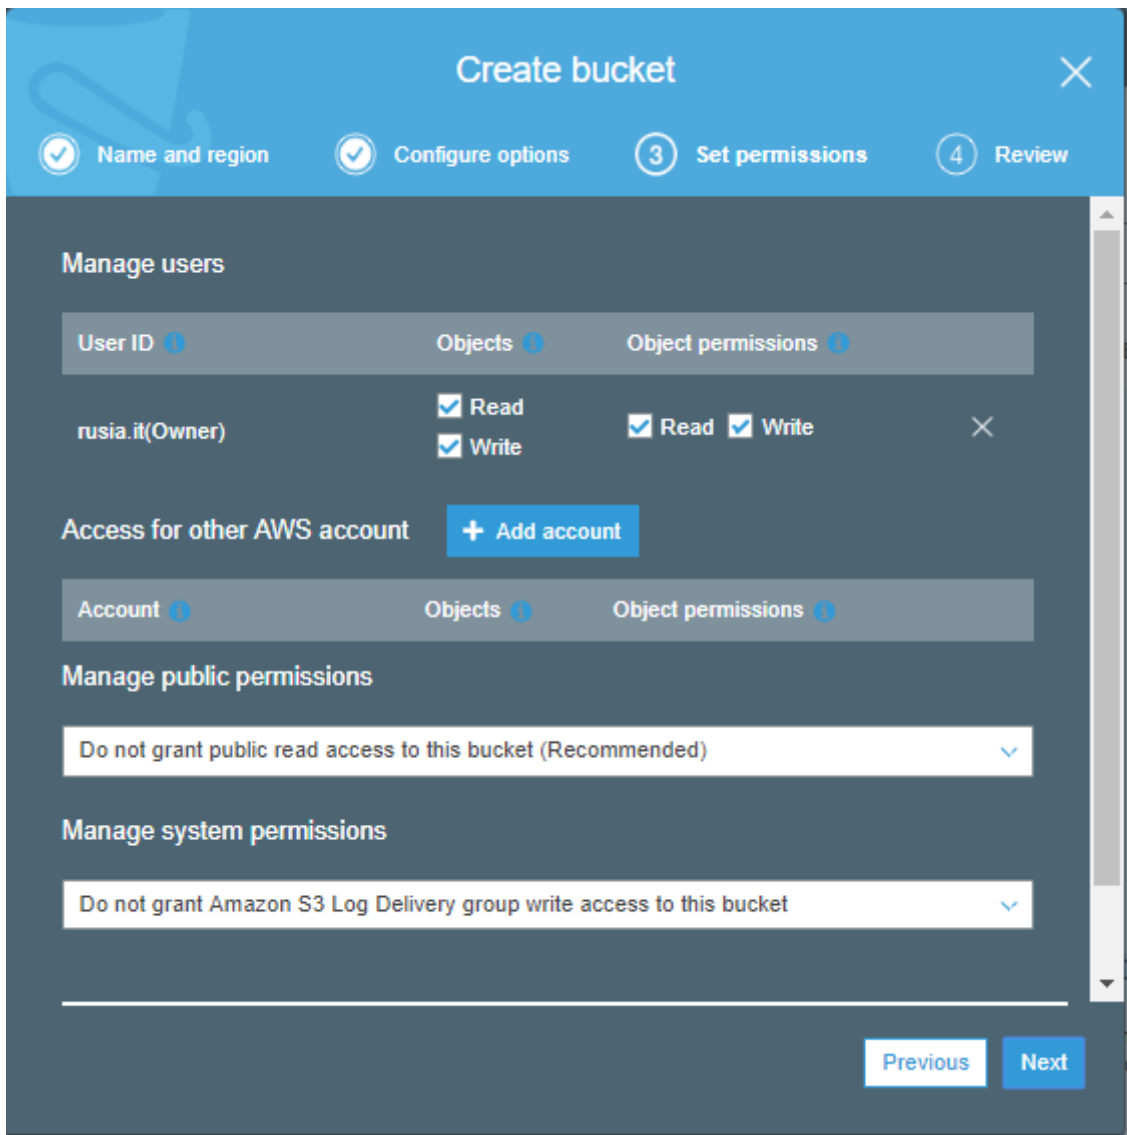 Create bucket
Name and region
Configure options
3 Set permissions
4 Review
Manage users
User ID Objects Object permissions
rusia.it(Owner)
Read
Write
Read Write
Access for other AWS account
Add account
Account Objects Object permissions
Manage public permissions
Do not grant public read access to this bucket (Recommended)
Manage system permissions
Do not grant Amazon S3 Log Delivery group write access to this bucket
Previous Next